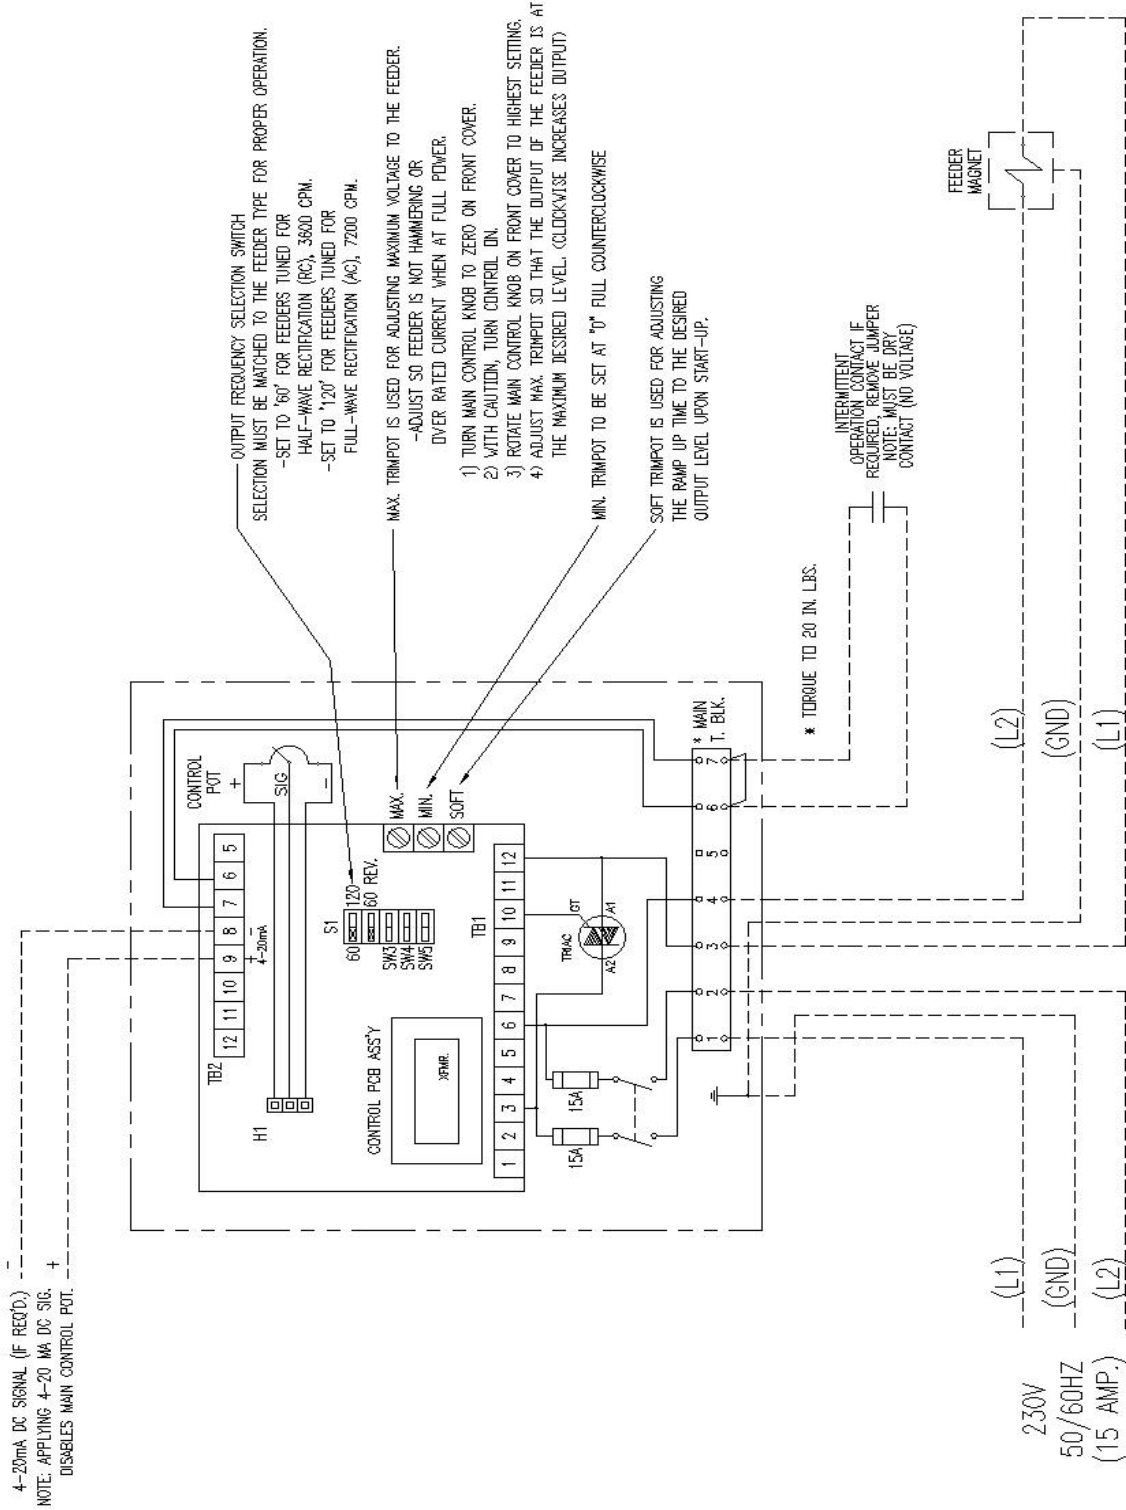 4-20mA DC SIGNAL (IF REQ'D.) -
NOTE: APPLYING 4-20 MA DC SIG. +
DISABLES MAIN CONTROL POT.
OUTPUT FREQUENCY SELECTION SWITCH
SELECTION MUST BE MATCHED TO THE FEEDER TYPE FOR PROPER OPERATION.
-SET TO '60' FOR FEEDERS TUNED FOR
HALF-WAVE RECTIFICATION (RC), 3600 CPM.
-SET TO '120' FOR FEEDERS TUNED FOR
FULL-WAVE RECTIFICATION (AC), 7200 CPM.
MAX. TRIMPOT IS USED FOR ADJUSTING MAXIMUM VOLTAGE TO THE FEEDER.
-ADJUST SO FEEDER IS NOT HAMMERING OR
OVER RATED CURRENT WHEN AT FULL POWER.
1) TURN MAIN CONTROL KNOB TO ZERO ON FRONT COVER.
2) WITH CAUTION, TURN CONTROL ON.
3) ROTATE MAIN CONTROL KNOB ON FRONT COVER TO HIGHEST SETTING.
4) ADJUST MAX. TRIMPOT SO THAT THE OUTPUT OF THE FEEDER IS AT
THE MAXIMUM DESIRED LEVEL. (CLOCKWISE INCREASES OUTPUT)
MIN. TRIMPOT TO BE SET AT "0" FULL COUNTERCLOCKWISE
SOFT TRIMPOT IS USED FOR ADJUSTING
THE RAMP UP TIME TO THE DESIRED
OUTPUT LEVEL UPON START-UP.
TB2
12 11 10 9 8 7 6 5
+ 4-20mA -
CONTROL
POT
+
SIG
-
H1
S1
60 120
60 REV.
SW3
SW4
SW5
MAX.
MIN.
SOFT
CONTROL PCB ASS'Y
XFMR.
TB1
1 2 3 4 5 6 7 8 9 10 11 12
15A
15A
TRIAC
GT
A2 A1
* MAIN
T. BLK.
1 2 3 4 5 6 7
* TORQUE TO 20 IN. LBS.
INTERMITTENT
OPERATION CONTACT IF
REQUIRED, REMOVE JUMPER
NOTE: MUST BE DRY
CONTACT (NO VOLTAGE)
FEEDER
MAGNET
(L2)
(GND)
(L1)
(L1)
(GND)
(L2)
230V
50/60HZ
(15 AMP.)